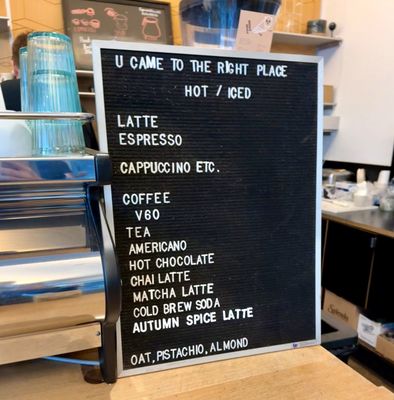 U CAME TO THE RIGHT PLACE
HOT / ICED
LATTE
ESPRESSO
CAPPUCCINO ETC.
COFFEE
V60
TEA
AMERICANO
HOT CHOCOLATE
CHAI LATTE
MATCHA LATTE
COLD BREW SODA
AUTUMN SPICE LATTE
OAT, PISTACHIO, ALMOND
Splenda